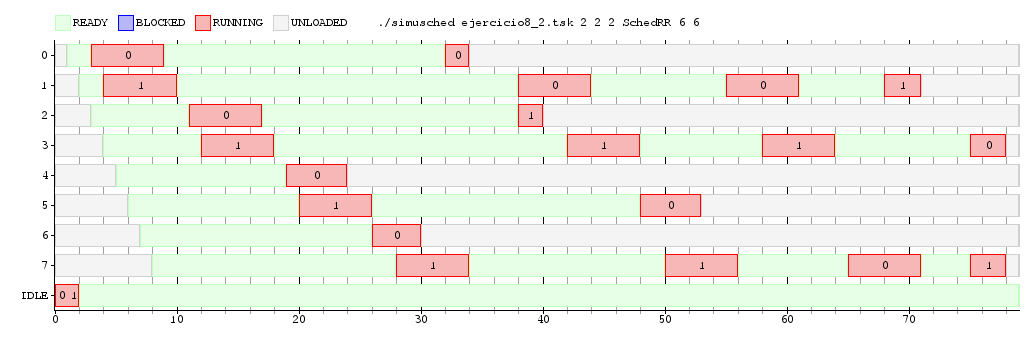 READY BLOCKED RUNNING UNLOADED ./simusched ejercicio8_2.tsk 2 2 2 SchedRR 6 6
0 0 0
1 1 0 0 1
2 0 1
3 1 1 1 0
4 0
5 1 0
6 0
7 1 1 0 1
IDLE 0 1
0 10 20 30 40 50 60 70